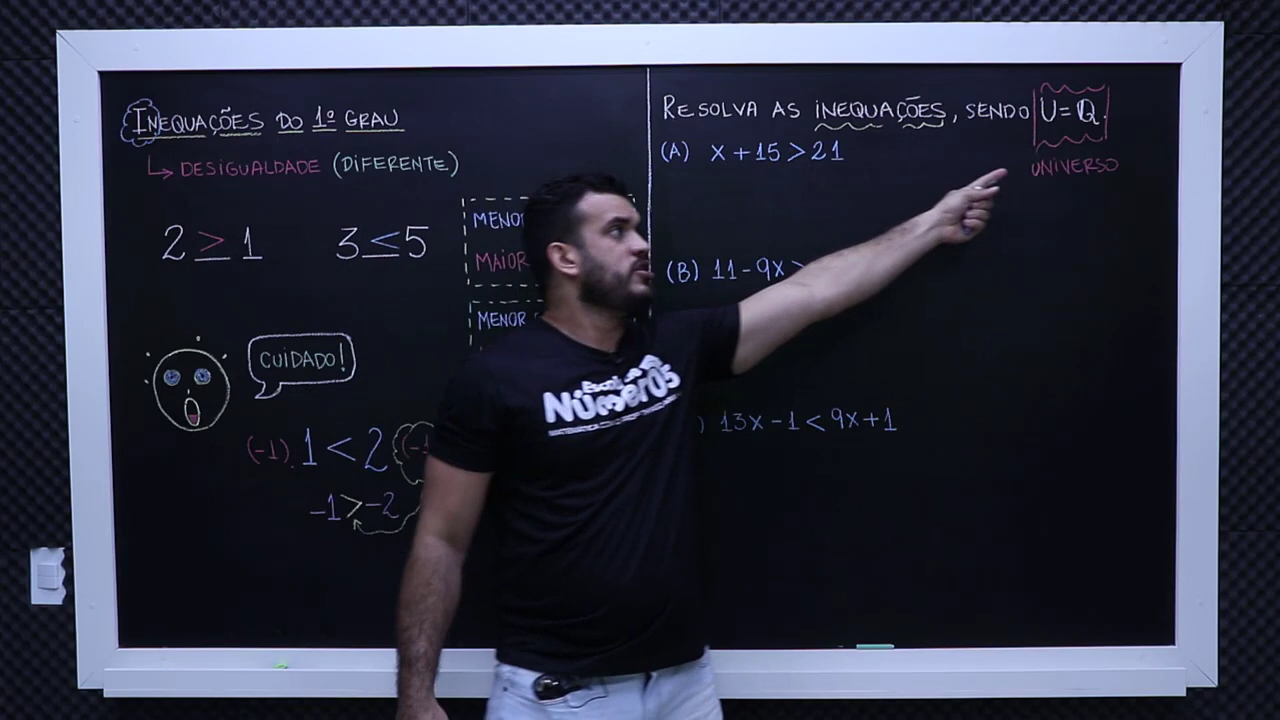 INEQUAÇÕES DO 1º GRAU
↳ DESIGUALDADE (DIFERENTE)
2 ≥ 1 3 ≤ 5
MENOR
MAIOR
MENOR
CUIDADO!
(-1). 1 < 2 (-1
-1 > -2
RESOLVA AS INEQUAÇÕES, SENDO U = Q.
UNIVERSO
(A) X + 15 > 21
(B) 11 - 9X >
) 13X - 1 < 9X + 1
NÚMEROS